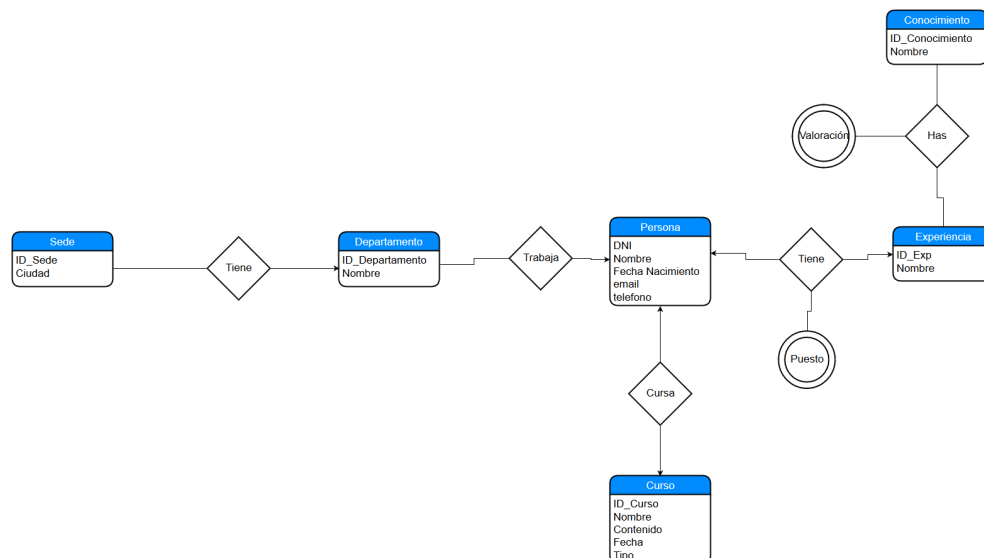 Conocimiento
ID_Conocimiento
Nombre
Valoración
Has
Sede
ID_Sede
Ciudad
Tiene
Departamento
ID_Departamento
Nombre
Trabaja
Persona
DNI
Nombre
Fecha Nacimiento
email
telefono
Tiene
Experiencia
ID_Exp
Nombre
Puesto
Cursa
Curso
ID_Curso
Nombre
Contenido
Fecha
Tipo